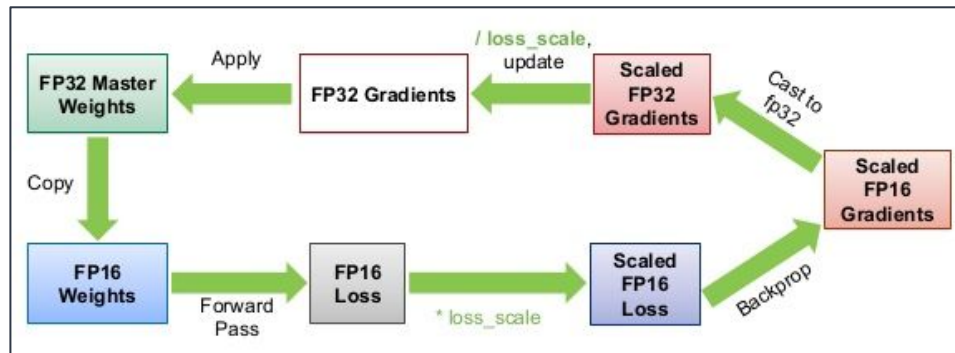 / loss_scale,
update
Apply
FP32 Master
Weights
FP32 Gradients
Scaled
FP32
Gradients
Cast to
fp32
Scaled
FP16
Gradients
Copy
FP16
Weights
Forward
Pass
FP16
Loss
* loss_scale
Scaled
FP16
Loss
Backprop